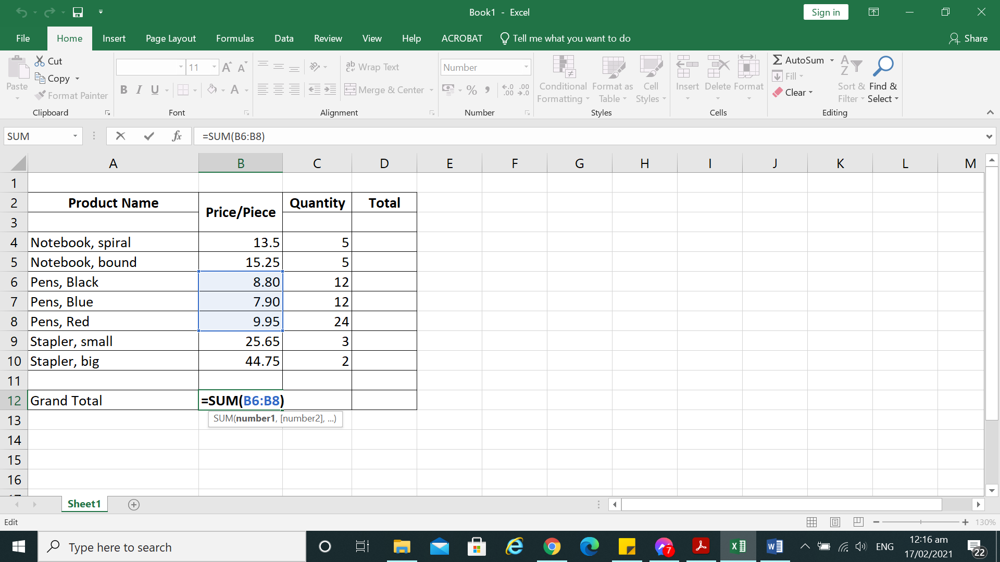 Book1 - Excel
Sign in
File Home Insert Page Layout Formulas Data Review View Help ACROBAT Tell me what you want to do Share
Paste
Cut
Copy
Format Painter
Clipboard
11
Font
Wrap Text
Merge & Center
Alignment
Number
Number
Conditional Formatting
Format as Table
Cell Styles
Styles
Insert Delete Format
Cells
AutoSum
Fill
Clear
Sort & Filter
Find & Select
Editing
SUM =SUM(B6:B8)
A B C D E F G H I J K L M
1
2 Product Name Price/Piece Quantity Total
3
4 Notebook, spiral 13.5 5
5 Notebook, bound 15.25 5
6 Pens, Black 8.80 12
7 Pens, Blue 7.90 12
8 Pens, Red 9.95 24
9 Stapler, small 25.65 3
10 Stapler, big 44.75 2
11
12 Grand Total =SUM(B6:B8)
SUM(number1, [number2], ...)
13
14
15
16
Sheet1
Edit 130%
Type here to search
7
ENG
12:16 am
17/02/2021
22